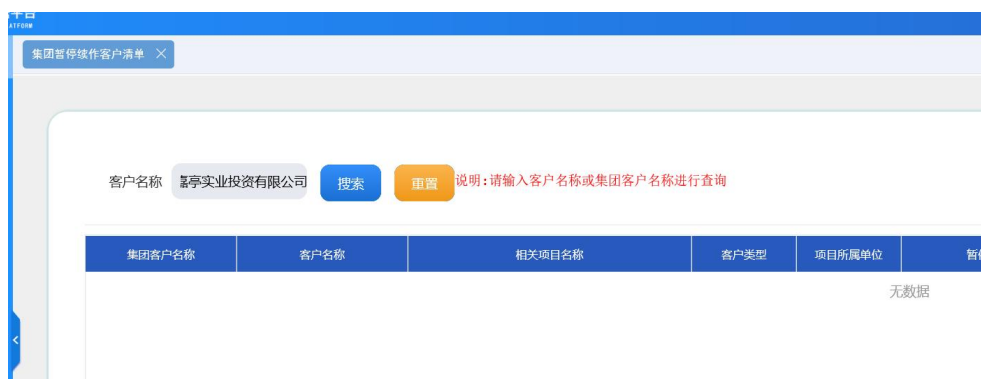 平台
ATFORM
集团暂停续作客户清单
客户名称 亭实业投资有限公司 搜索 重置 说明:请输入客户名称或集团客户名称进行查询
集团客户名称 客户名称 相关项目名称 客户类型 项目所属单位 暂
无数据